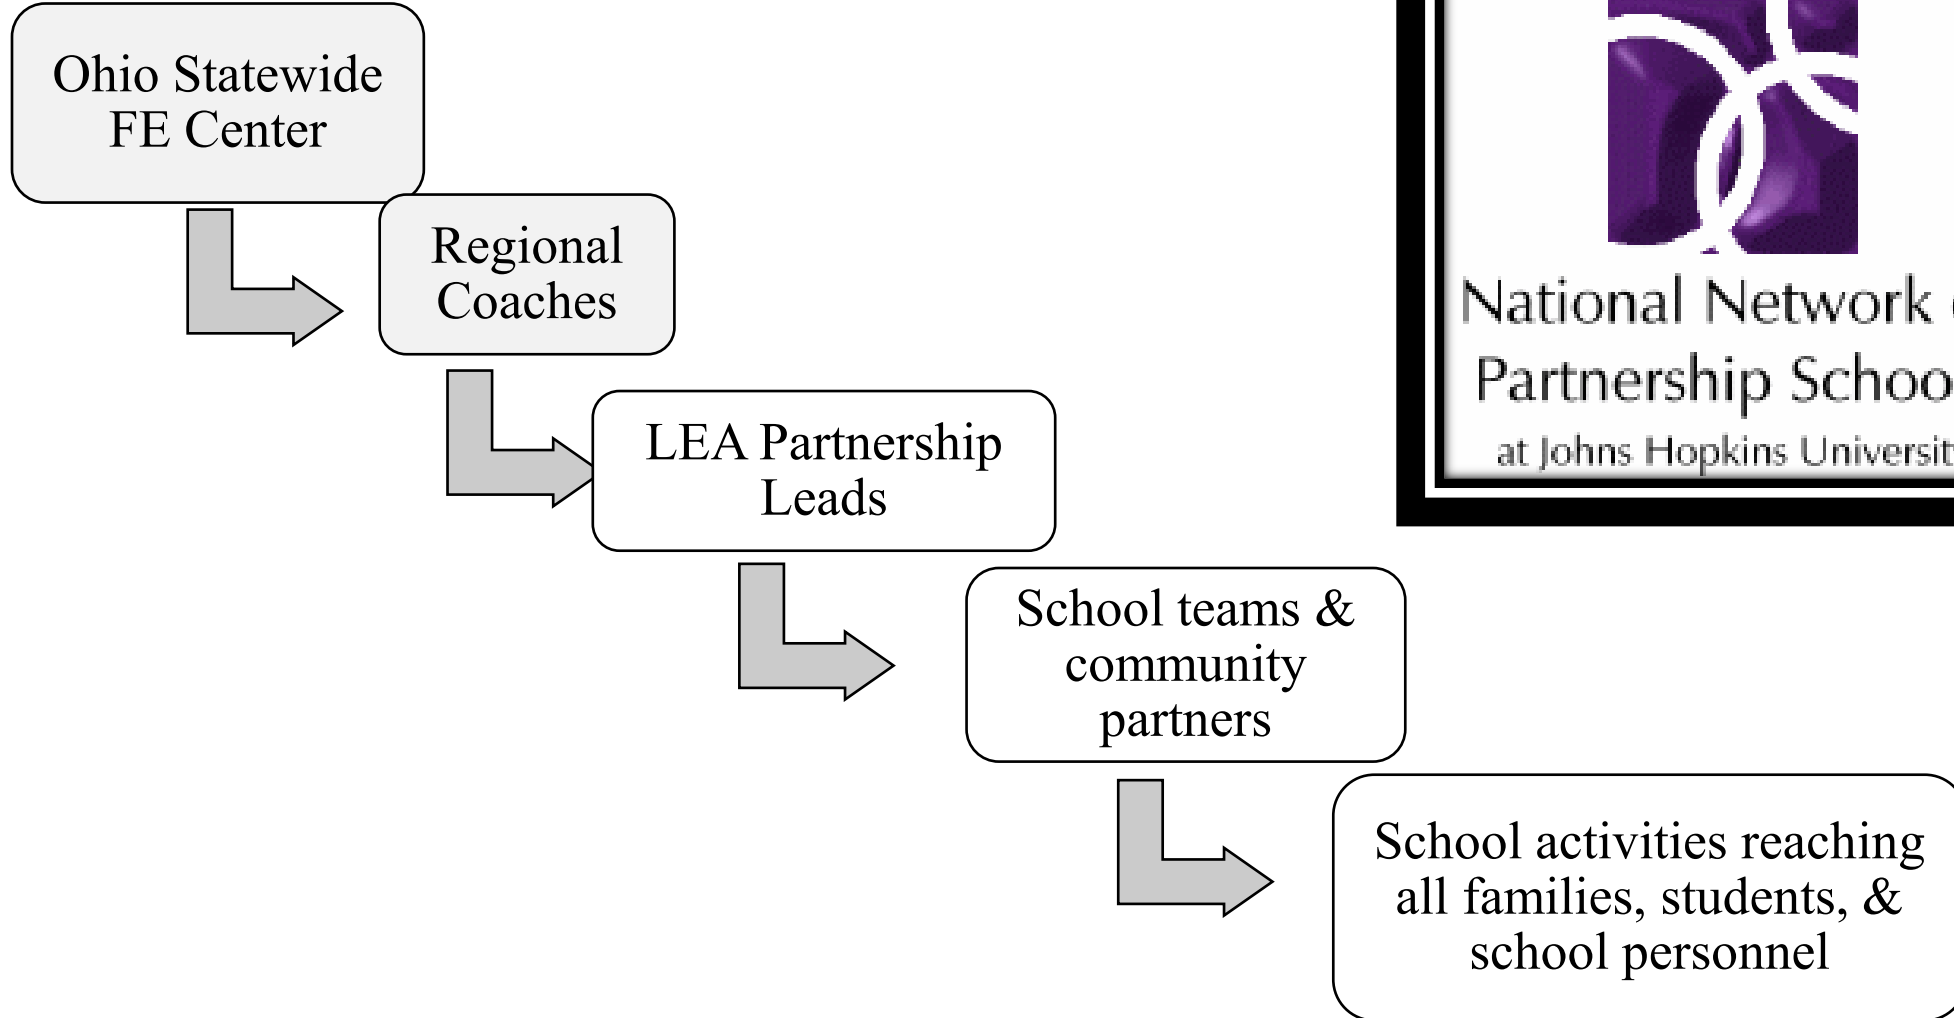 Ohio Statewide
FE Center
Regional
Coaches
LEA Partnership
Leads
School teams &
community
partners
School activities reaching
all families, students, &
school personnel
National Network
Partnership Schoo
at Johns Hopkins Universit